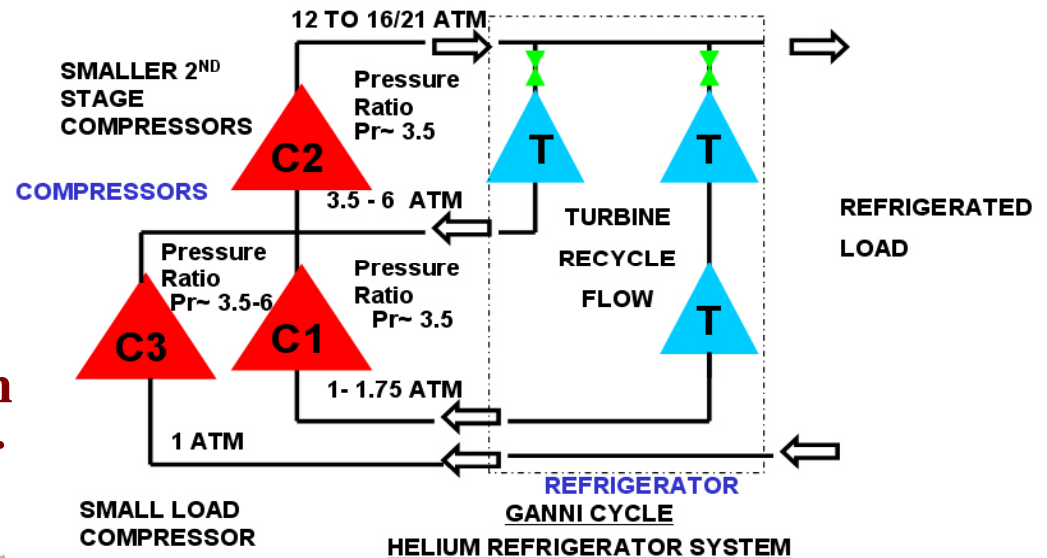 12 TO 16/21 ATM
SMALLER 2ND
STAGE
COMPRESSORS
Pressure
Ratio
Pr~ 3.5
C2
T
T
COMPRESSORS
3.5 - 6 ATM
TURBINE
RECYCLE
FLOW
REFRIGERATED
LOAD
Pressure
Ratio
Pr~ 3.5-6
Pressure
Ratio
Pr~ 3.5
C3
C1
T
1- 1.75 ATM
1 ATM
SMALL LOAD
COMPRESSOR
REFRIGERATOR
GANNI CYCLE
HELIUM REFRIGERATOR SYSTEM